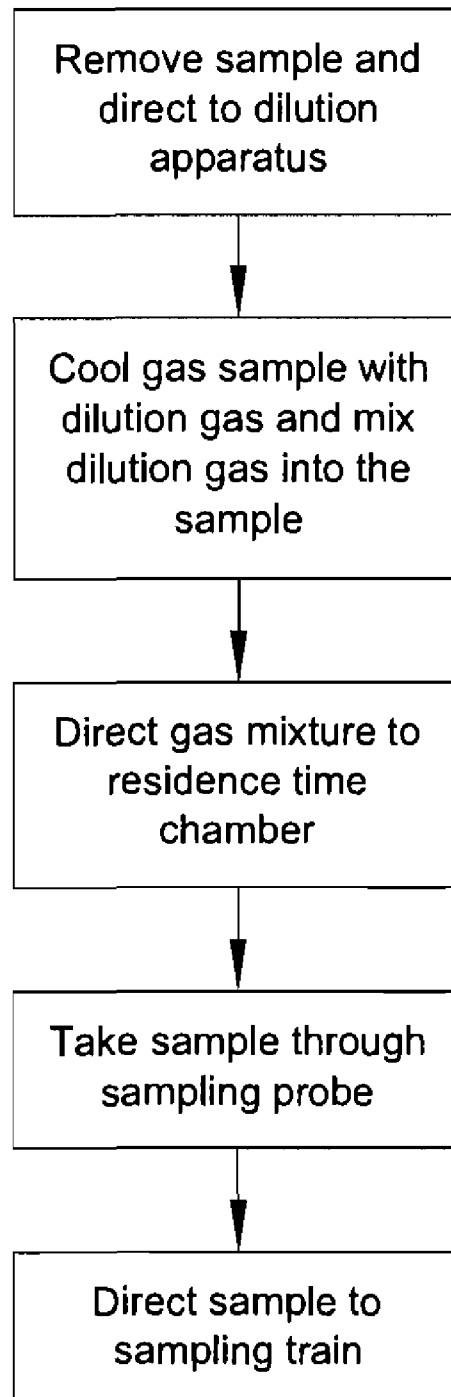 Remove sample and
direct to dilution
apparatus
Cool gas sample with
dilution gas and mix
dilution gas into the
sample
Direct gas mixture to
residence time
chamber
Take sample through
sampling probe
Direct sample to
sampling train